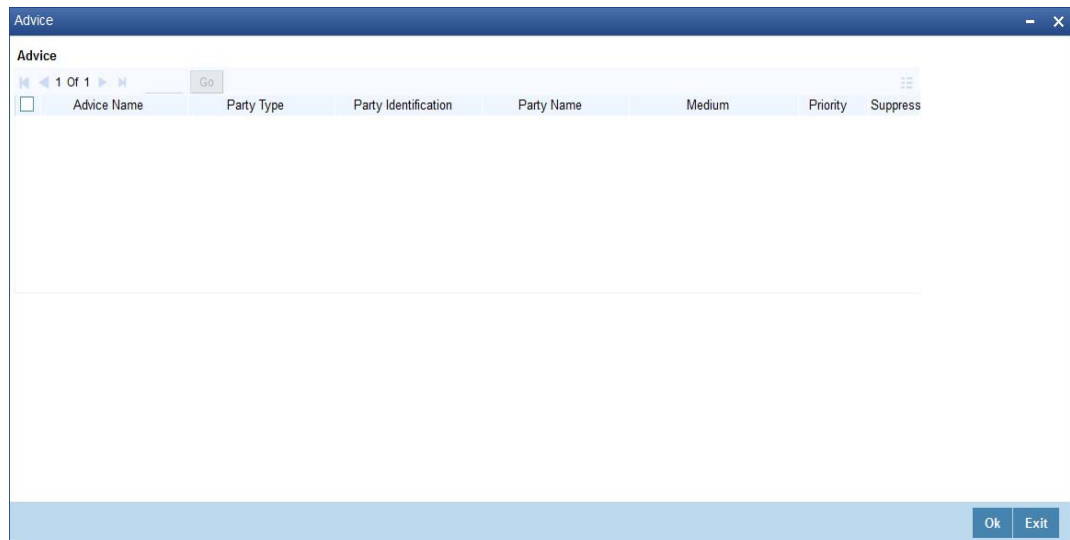 Advice
Advice
1 Of 1 Go
Advice Name Party Type Party Identification Party Name Medium Priority Suppress
Ok Exit